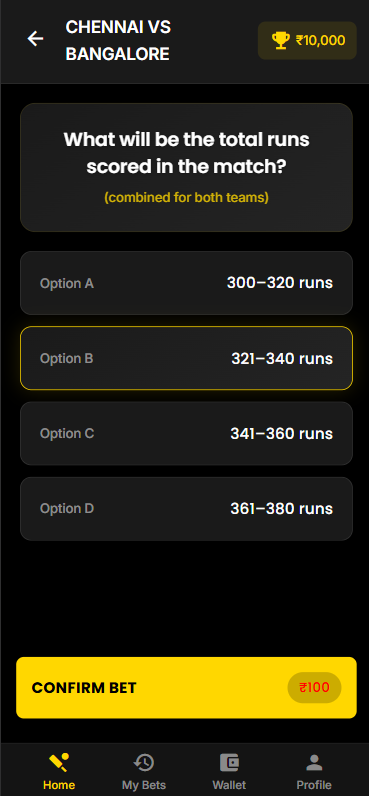 CHENNAI VS
BANGALORE
₹10,000
What will be the total runs
scored in the match?
(combined for both teams)
Option A
300–320 runs
Option B
321–340 runs
Option C
341–360 runs
Option D
361–380 runs
CONFIRM BET
₹100
Home
My Bets
Wallet
Profile